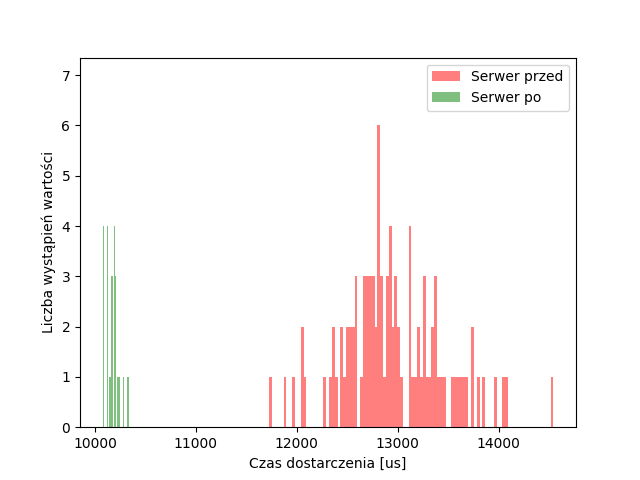 7
6
5
4
3
2
1
0
Liczba wystąpień wartości
Serwer przed
Serwer po
10000 11000 12000 13000 14000
Czas dostarczenia [us]